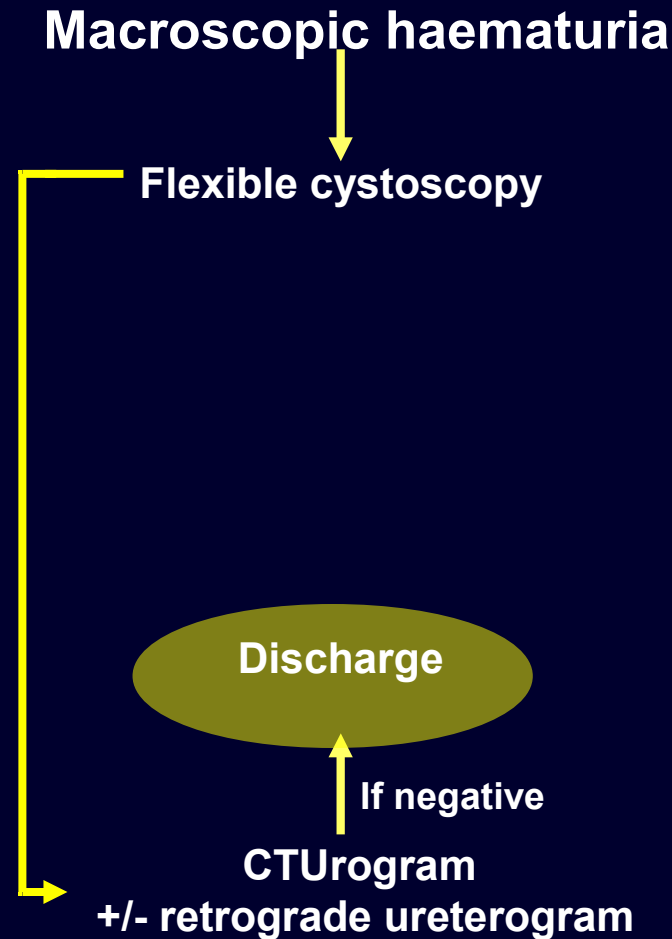 Macroscopic haematuria
Flexible cystoscopy
Discharge
If negative
CTUrogram
+/- retrograde ureterogram